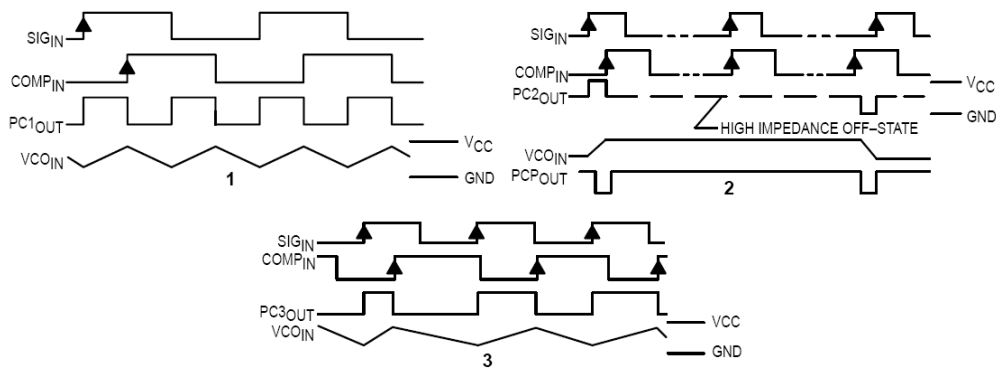 SIGIN
COMPIN
PC1OUT
VCOIN
VCC
GND
1
SIGIN
COMPIN
PC2OUT
VCC
GND
HIGH IMPEDANCE OFF–STATE
VCOIN
PCPOUT
2
SIGIN
COMPIN
PC3OUT
VCOIN
VCC
GND
3